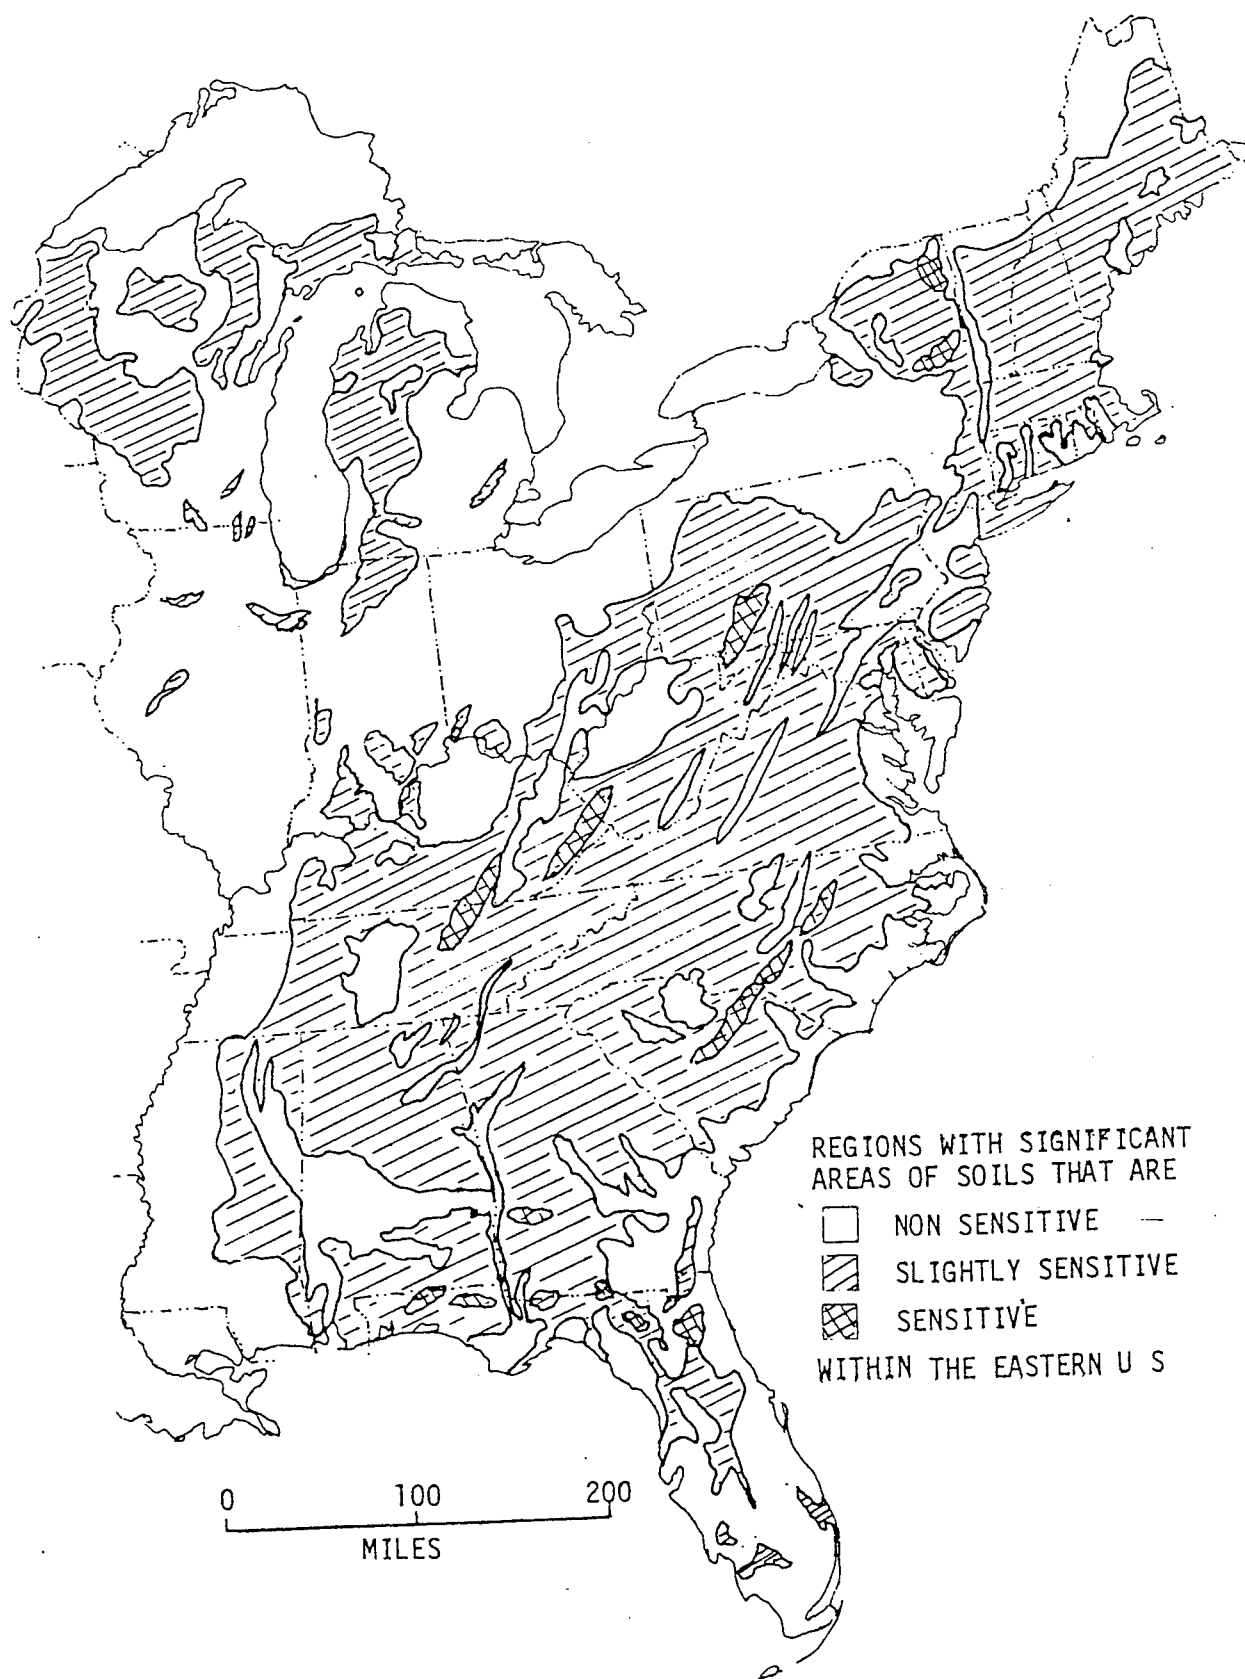 REGIONS WITH SIGNIFICANT
AREAS OF SOILS THAT ARE
NON SENSITIVE —
SLIGHTLY SENSITIVE
SENSITIVE
WITHIN THE EASTERN U S
0 100 200
MILES